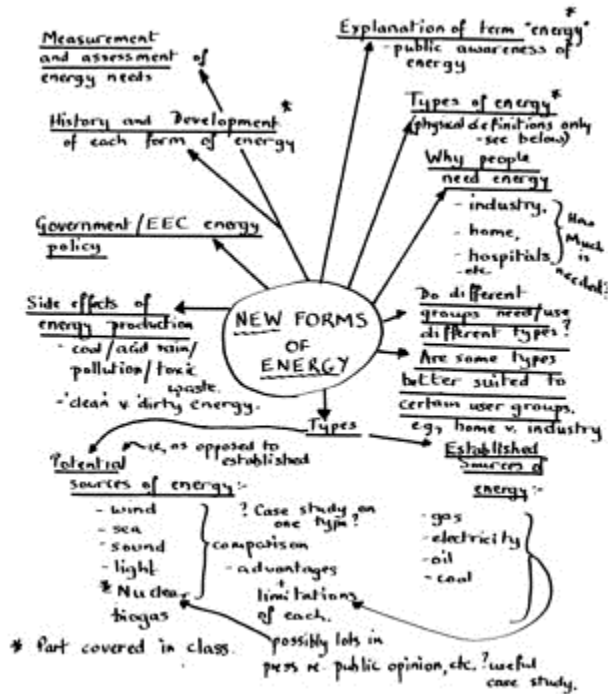 Measurement
and assessment of
energy needs
History and Development *
of each form of energy
Government/EEC energy
policy
Side effects of
energy production
- coal/acid rain/
pollution/toxic
waste.
- 'clean v dirty energy.
Explanation of term "energy" *
- public awareness of
energy
Types of energy *
(physical definitions only
- see below)
Why people
need energy
- industry,
- home,
- hospitals
- etc.
How
Much
is
needed?
Do different
groups need/use
different types?
Are some types
better suited to
certain user groups.
e.g, home v. industry
NEW FORMS
OF
ENERGY
Types
Potential
ie, as opposed to
established
sources of energy:-
- wind
- sea
- sound
- light
* Nuclear
biogas
? Case study on
one type?
comparison
- advantages
+
limitations
of each.
Established
Sources of
energy:-
- gas
- electricity
- oil
- coal
* Part covered in class.
possibly lots in
press re. public opinion, etc. ? useful
case study.